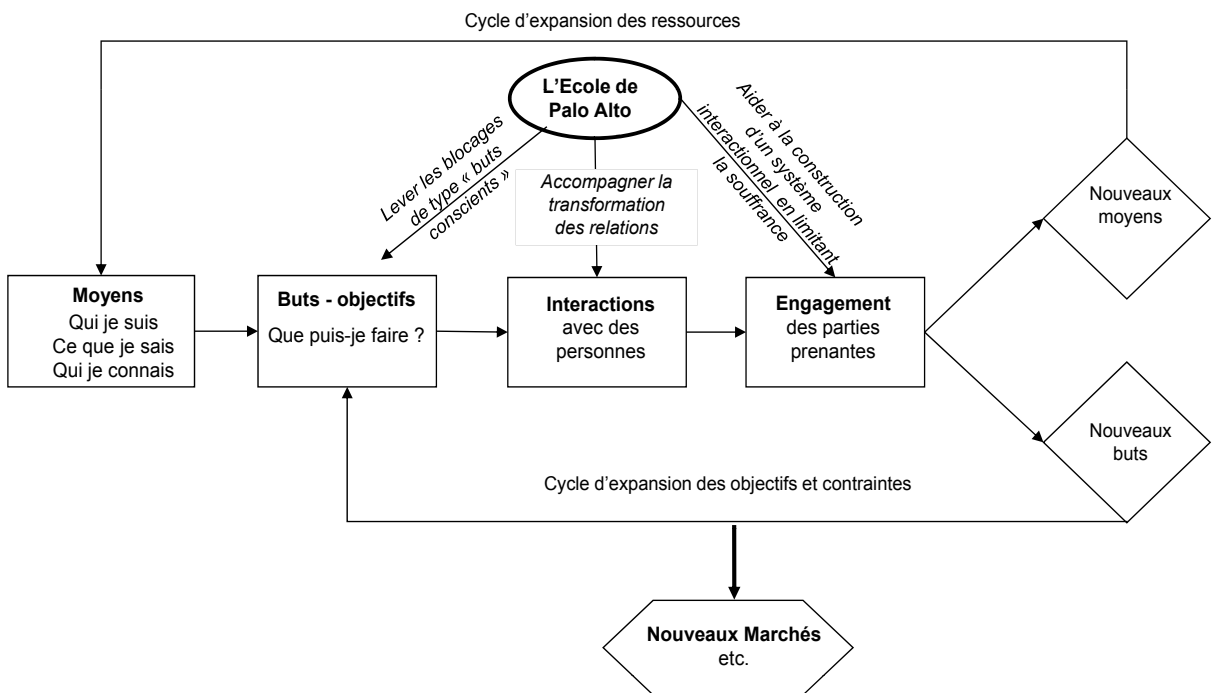 Cycle d’expansion des ressources
L’Ecole de
Palo Alto
Lever les blocages
de type « buts
conscients »
Accompagner la
transformation
des relations
Aider à la construction
d’un système
interactionnel en limitant
la souffrance
Nouveaux
moyens
Moyens
Qui je suis
Ce que je sais
Qui je connais
Buts - objectifs
Que puis-je faire ?
Interactions
avec des
personnes
Engagement
des parties
prenantes
Nouveaux
buts
Cycle d’expansion des objectifs et contraintes
Nouveaux Marchés
etc.